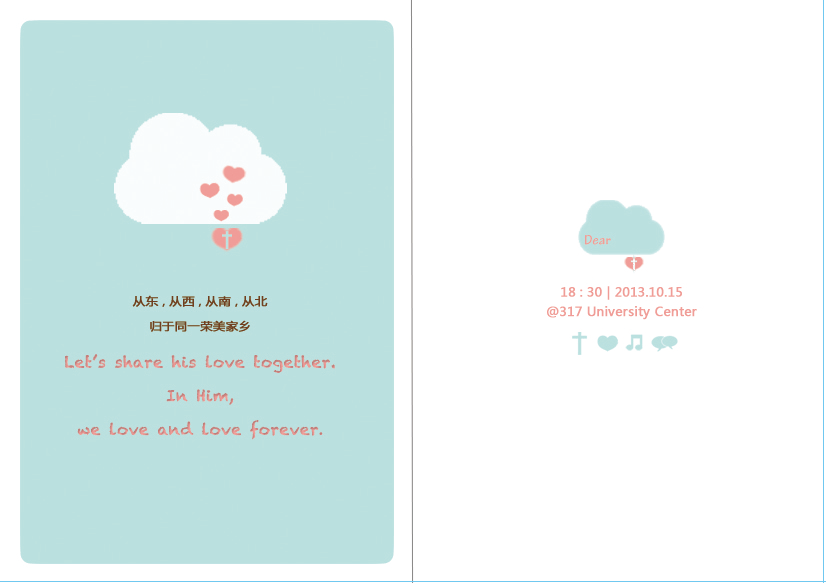 从东 , 从西 , 从南 , 从北
归于同一荣美家乡
Let's share his love together.
In Him,
we love and love forever.
Dear
18 : 30 | 2013.10.15
@317 University Center